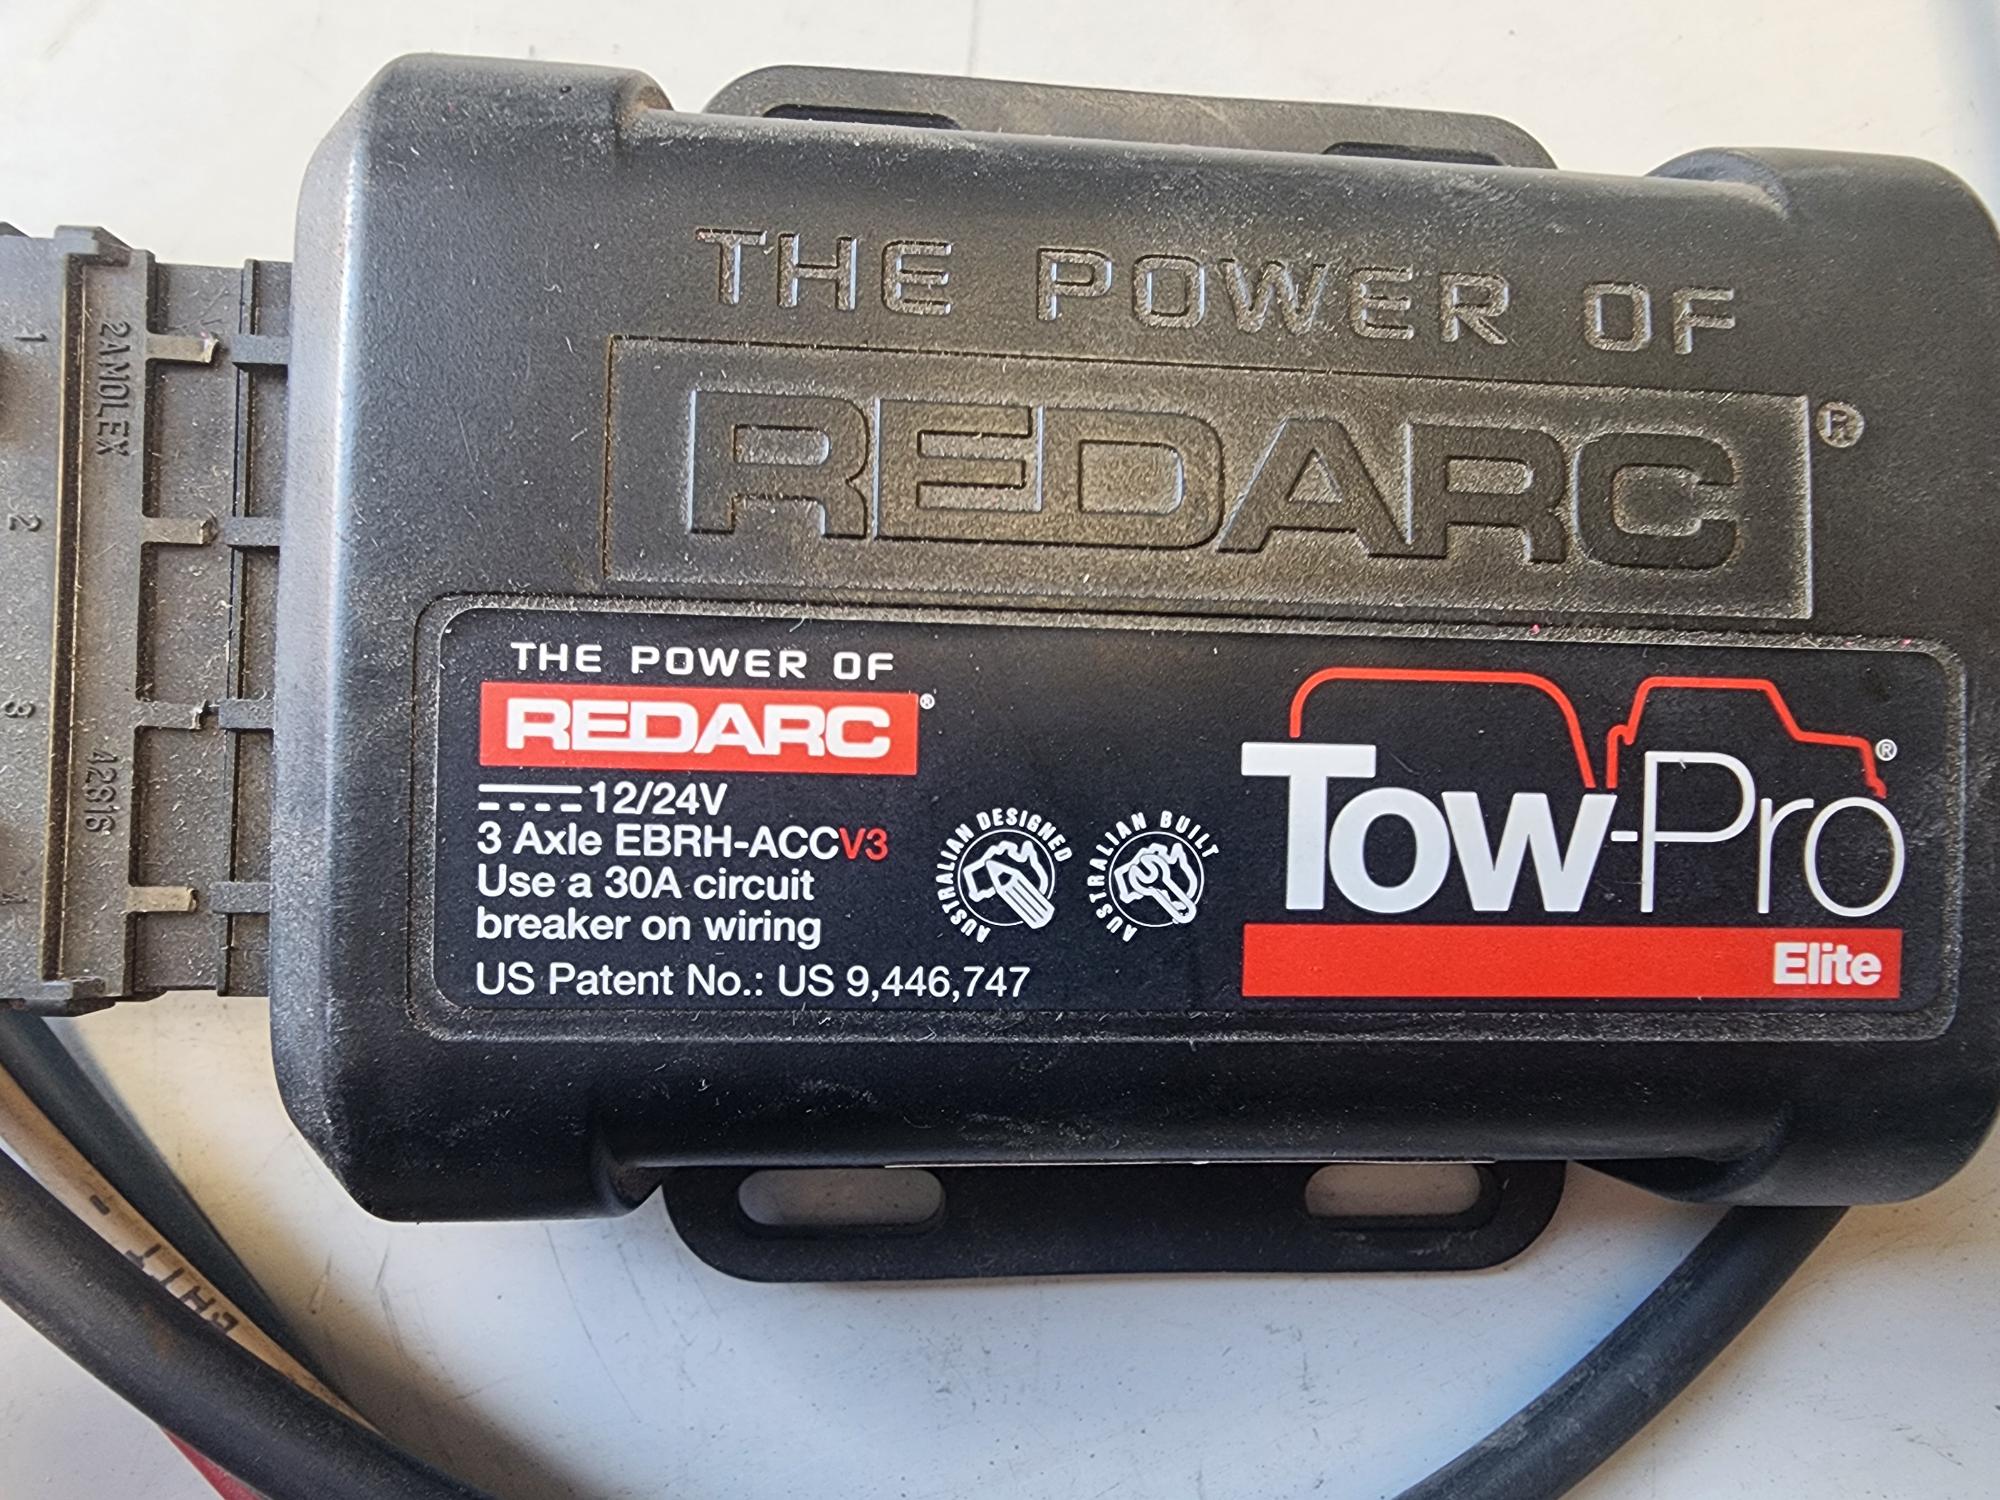 THE POWER OF
REDARC®
THE POWER OF
REDARC®
12/24V
3 Axle EBRH-ACCV3
Use a 30A circuit
breaker on wiring
US Patent No.: US 9,446,747
AUSTRALIAN DESIGNED
AUSTRALIAN BUILT
Tow-Pro®
Elite
1
2
3
4
2AMOLEX
42816